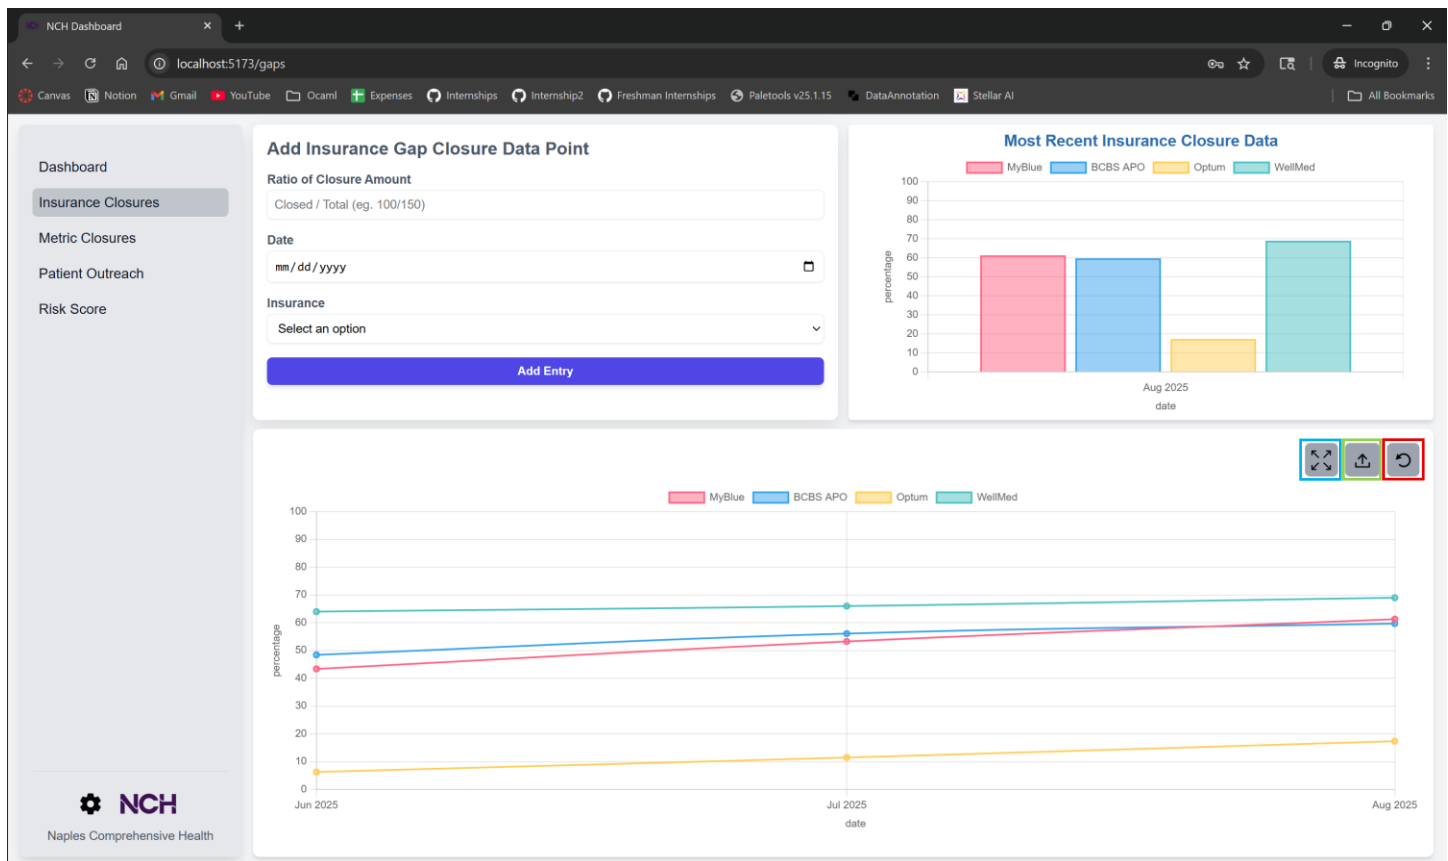 NCH Dashboard
localhost:5173/gaps
Incognito
Canvas Notion Gmail YouTube Ocaml Expenses Internships Internship2 Freshman Internships Paletools v25.1.15 DataAnnotation Stellar AI All Bookmarks
Dashboard
Insurance Closures
Metric Closures
Patient Outreach
Risk Score
NCH
Naples Comprehensive Health
Add Insurance Gap Closure Data Point
Ratio of Closure Amount
Closed / Total (eg. 100/150)
Date
mm/dd/yyyy
Insurance
Select an option
Add Entry
Most Recent Insurance Closure Data
MyBlue BCBS APO Optum WellMed
100
90
80
70
60
50
40
30
20
10
0
percentage
Aug 2025
date
MyBlue BCBS APO Optum WellMed
100
90
80
70
60
50
40
30
20
10
0
percentage
Jun 2025 Jul 2025 Aug 2025
date